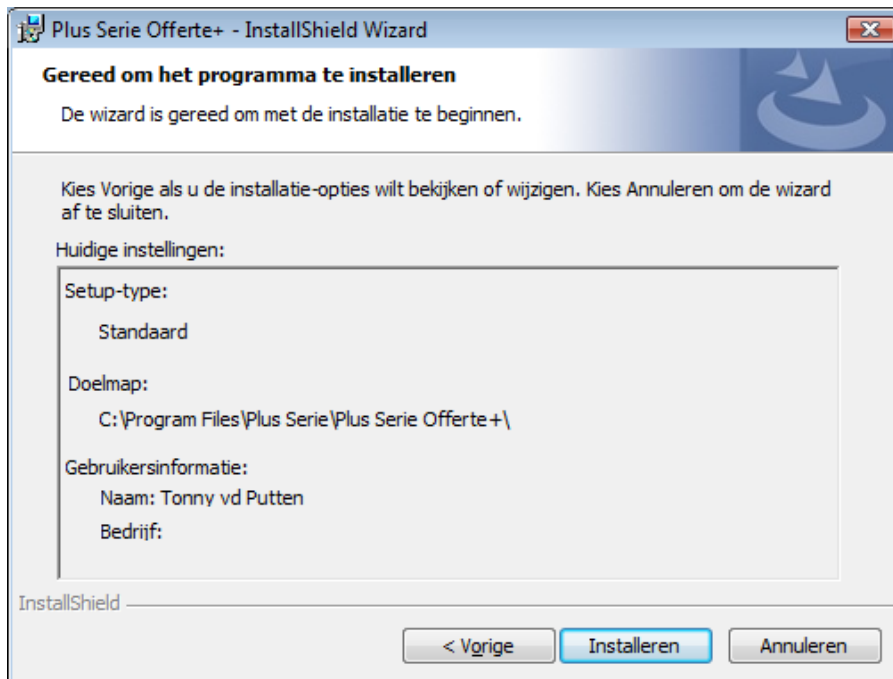 Plus Serie Offerte+ - InstallShield Wizard
Gereed om het programma te installeren
De wizard is gereed om met de installatie te beginnen.
Kies Vorige als u de installatie-opties wilt bekijken of wijzigen. Kies Annuleren om de wizard
af te sluiten.
Huidige instellingen:
Setup-type:
Standaard
Doelmap:
C:\Program Files\Plus Serie\Plus Serie Offerte+\
Gebruikersinformatie:
Naam: Tonny vd Putten
Bedrijf:
InstallShield
< Vorige
Installeren
Annuleren